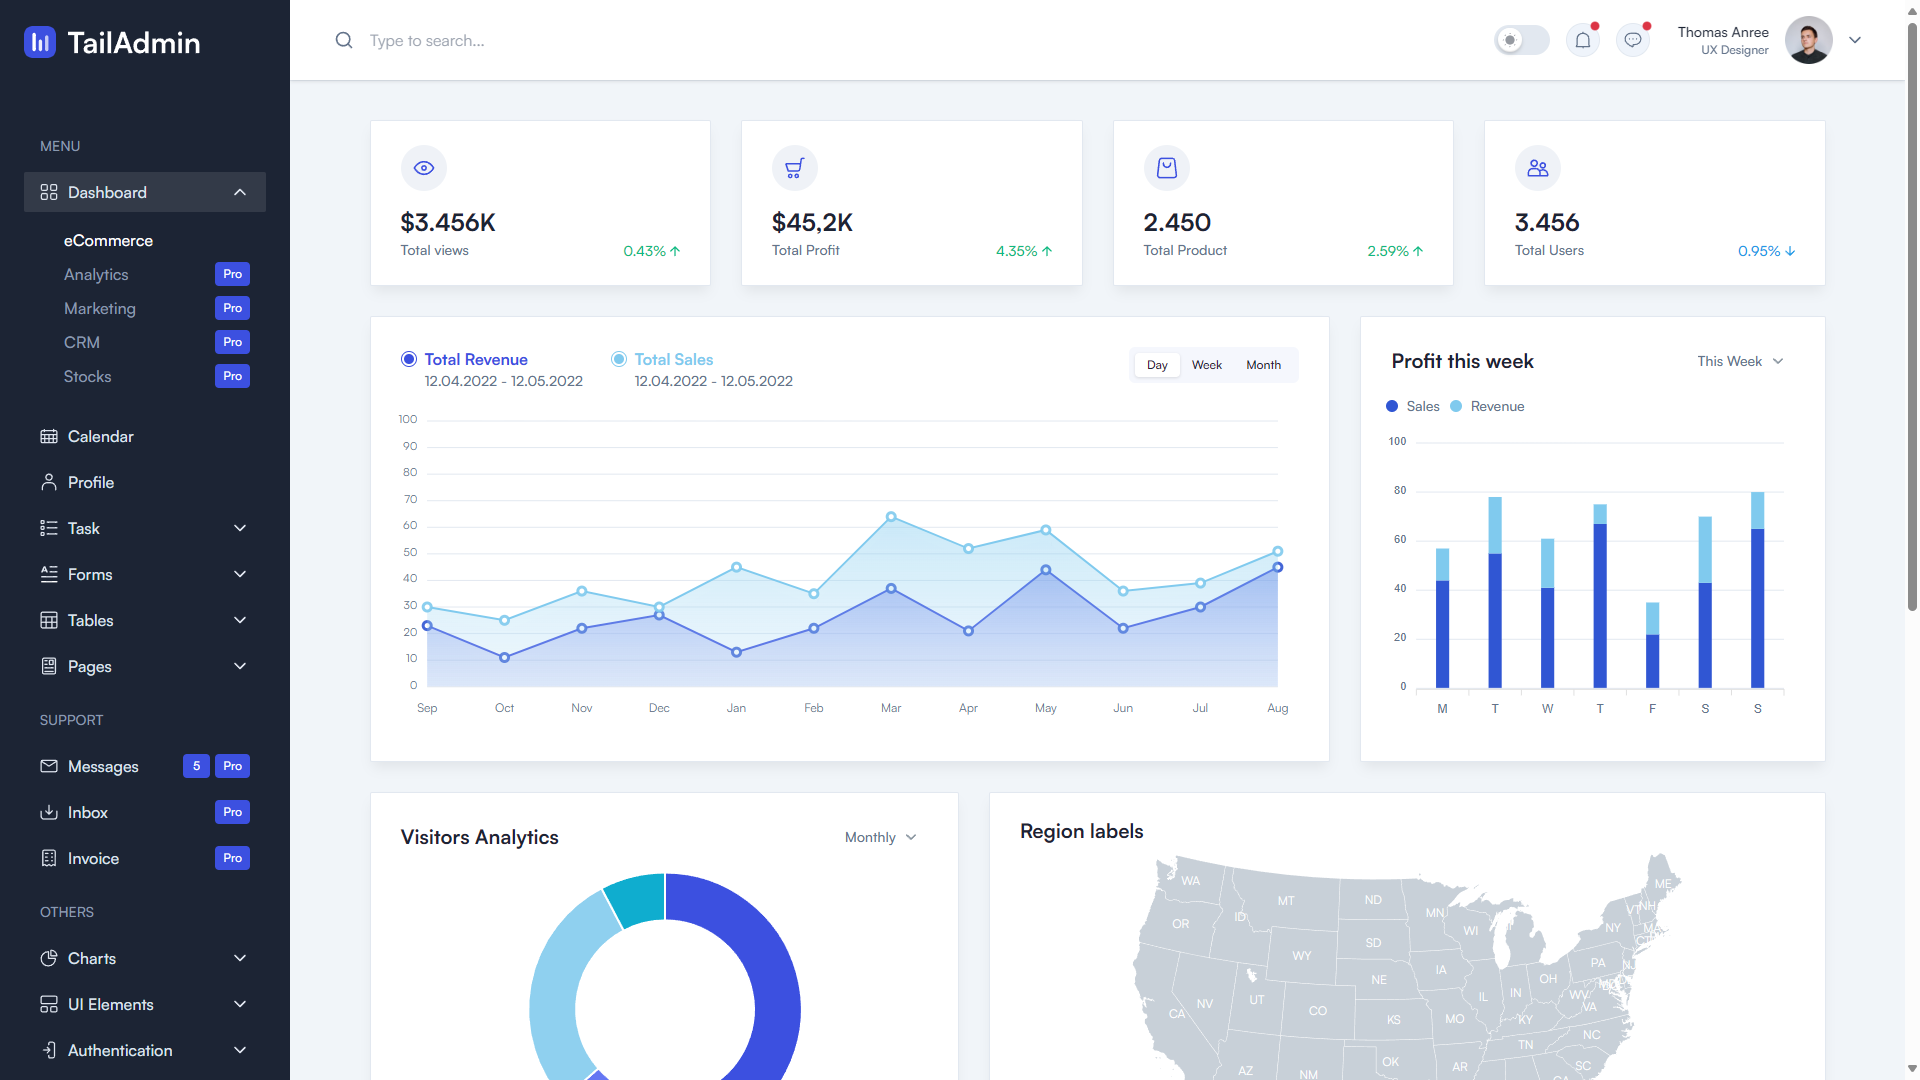 TailAdmin
Type to search...
Thomas Anree
UX Designer
MENU
Dashboard
eCommerce
Analytics Pro
Marketing Pro
CRM Pro
Stocks Pro
Calendar
Profile
Task
Forms
Tables
Pages
SUPPORT
Messages 5 Pro
Inbox Pro
Invoice Pro
OTHERS
Charts
UI Elements
Authentication
$3.456K
Total views 0.43%
$45,2K
Total Profit 4.35%
2.450
Total Product 2.59%
3.456
Total Users 0.95%
Total Revenue
12.04.2022 - 12.05.2022
Total Sales
12.04.2022 - 12.05.2022
Day Week Month
100
90
80
70
60
50
40
30
20
10
0
Sep Oct Nov Dec Jan Feb Mar Apr May Jun Jul Aug
Profit this week
This Week
Sales Revenue
100
80
60
40
20
0
M T W T F S S
Visitors Analytics
Monthly
Region labels
WA MT ND ME
OR ID MN VT NH
SD WI NY MA
WY IA PA CT
NE OH NJ
NV UT IL IN WV
CA CO MO KY VA
KS TN NC
AZ NM OK AR SC